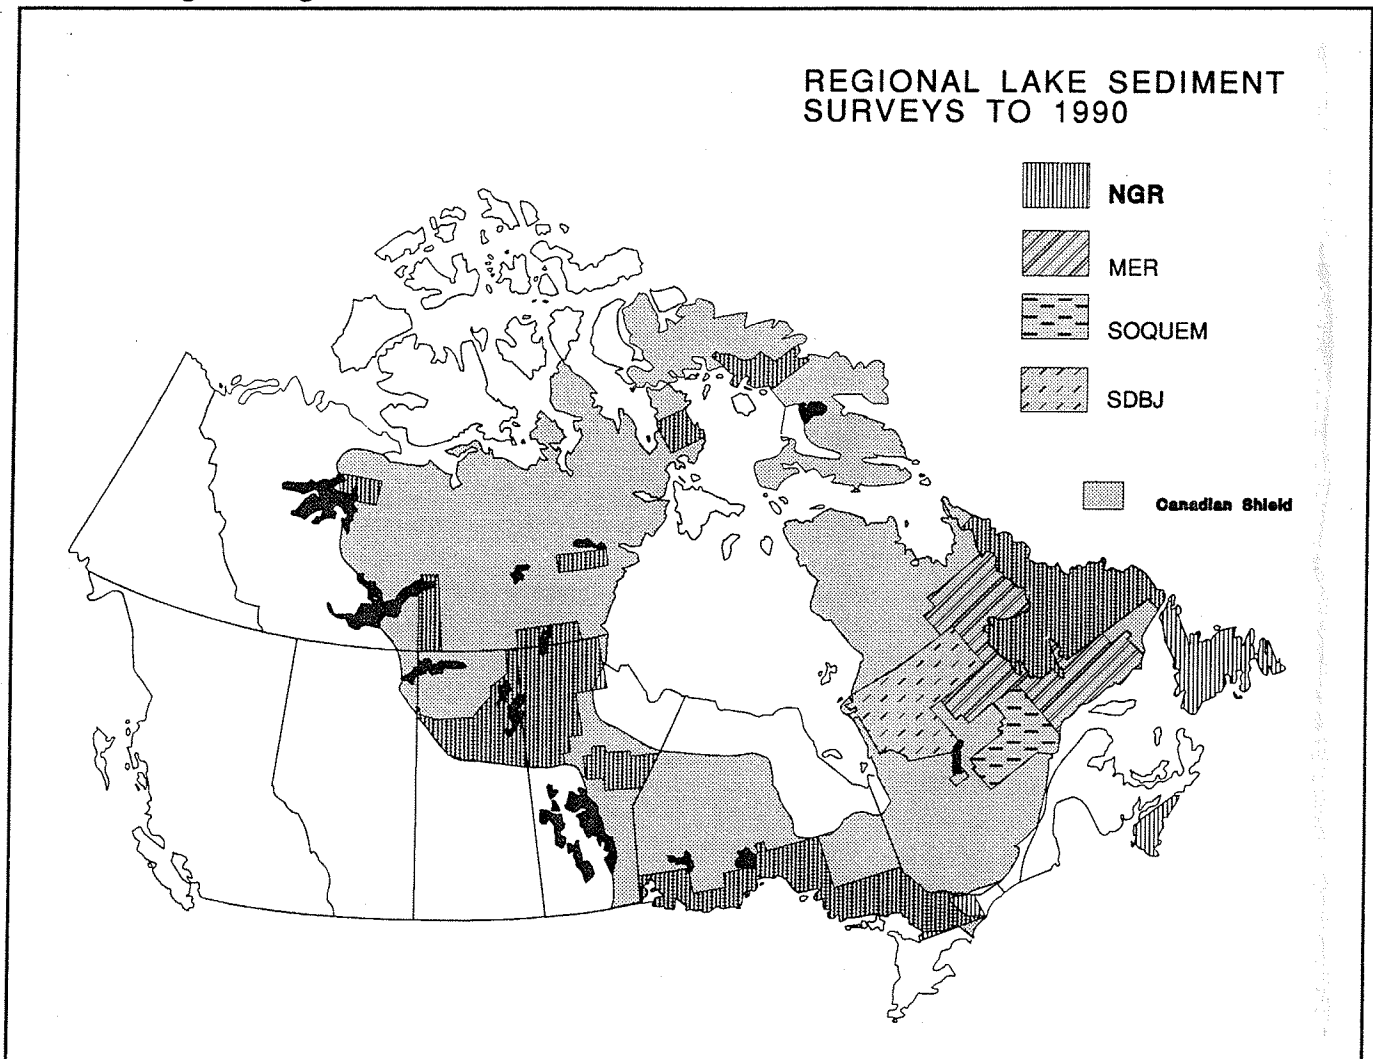 REGIONAL LAKE SEDIMENT
SURVEYS TO 1990
NGR
MER
SOQUEM
SDBJ
Canadian Shield